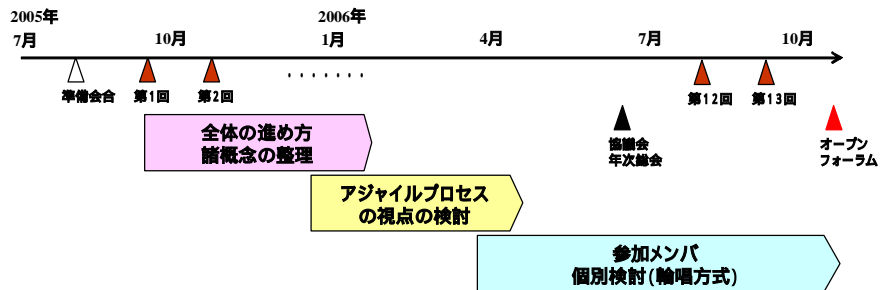 2005年
2006年
7月
10月
1月
4月
7月
10月
準備会合
第1回
第2回
・・・・・・・
第12回
第13回
協議会
年次総会
オープン
フォーラム
全体の進め方
諸概念の整理
アジャイルプロセス
の視点の検討
参加メンバ
個別検討(輪唱方式)